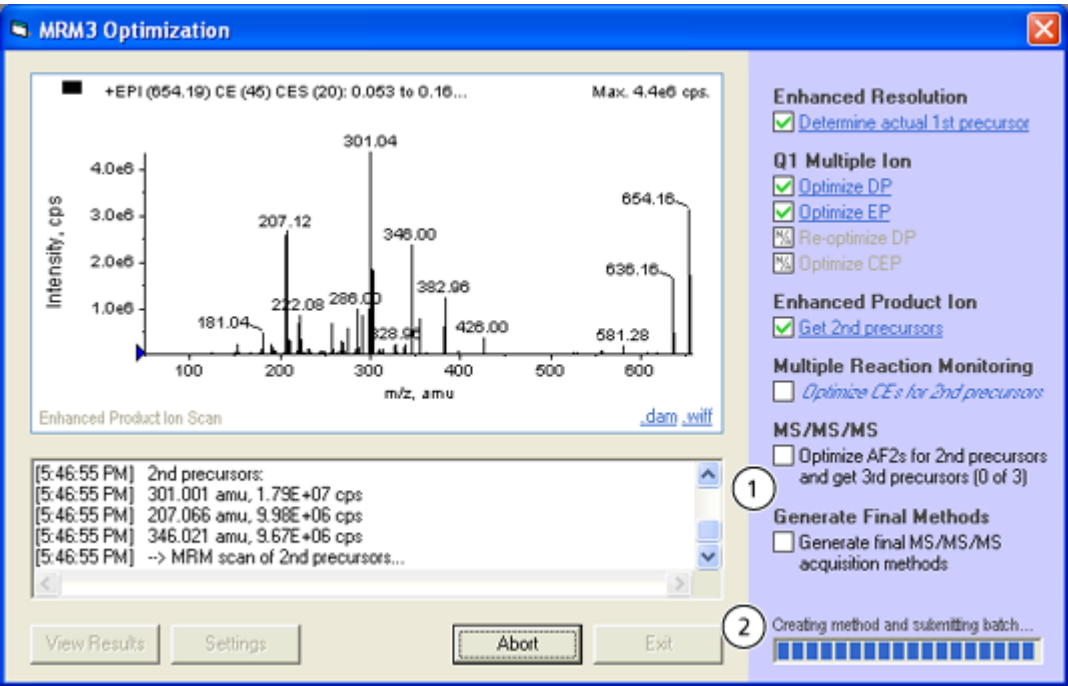 MRM3 Optimization
+EPI (654.19) CE (45) CES (20): 0.053 to 0.16... Max. 4.4e6 cps.
301.04
4.0e6
654.16
3.0e6
207.12
346.00
Intensity, cps
2.0e6
636.16
382.96
222.08 286.00
1.0e6
181.04
328.96
426.00
581.28
100 200 300 400 500 600
m/z, amu
Enhanced Product Ion Scan .dam .wiff
[5:46:55 PM] 2nd precursors:
[5:46:55 PM] 301.001 amu, 1.79E+07 cps
[5:46:55 PM] 207.066 amu, 9.98E+06 cps
[5:46:55 PM] 346.021 amu, 9.67E+06 cps
[5:46:55 PM] --> MRM scan of 2nd precursors...
View Results Settings Abort Exit
Enhanced Resolution
Determine actual 1st precursor
Q1 Multiple Ion
Optimize DP
Optimize EP
Re-optimize DP
Optimize CEP
Enhanced Product Ion
Get 2nd precursors
Multiple Reaction Monitoring
Optimize CEs for 2nd precursors
MS/MS/MS
Optimize AF2s for 2nd precursors
and get 3rd precursors (0 of 3)
1
Generate Final Methods
Generate final MS/MS/MS
acquisition methods
2
Creating method and submitting batch...